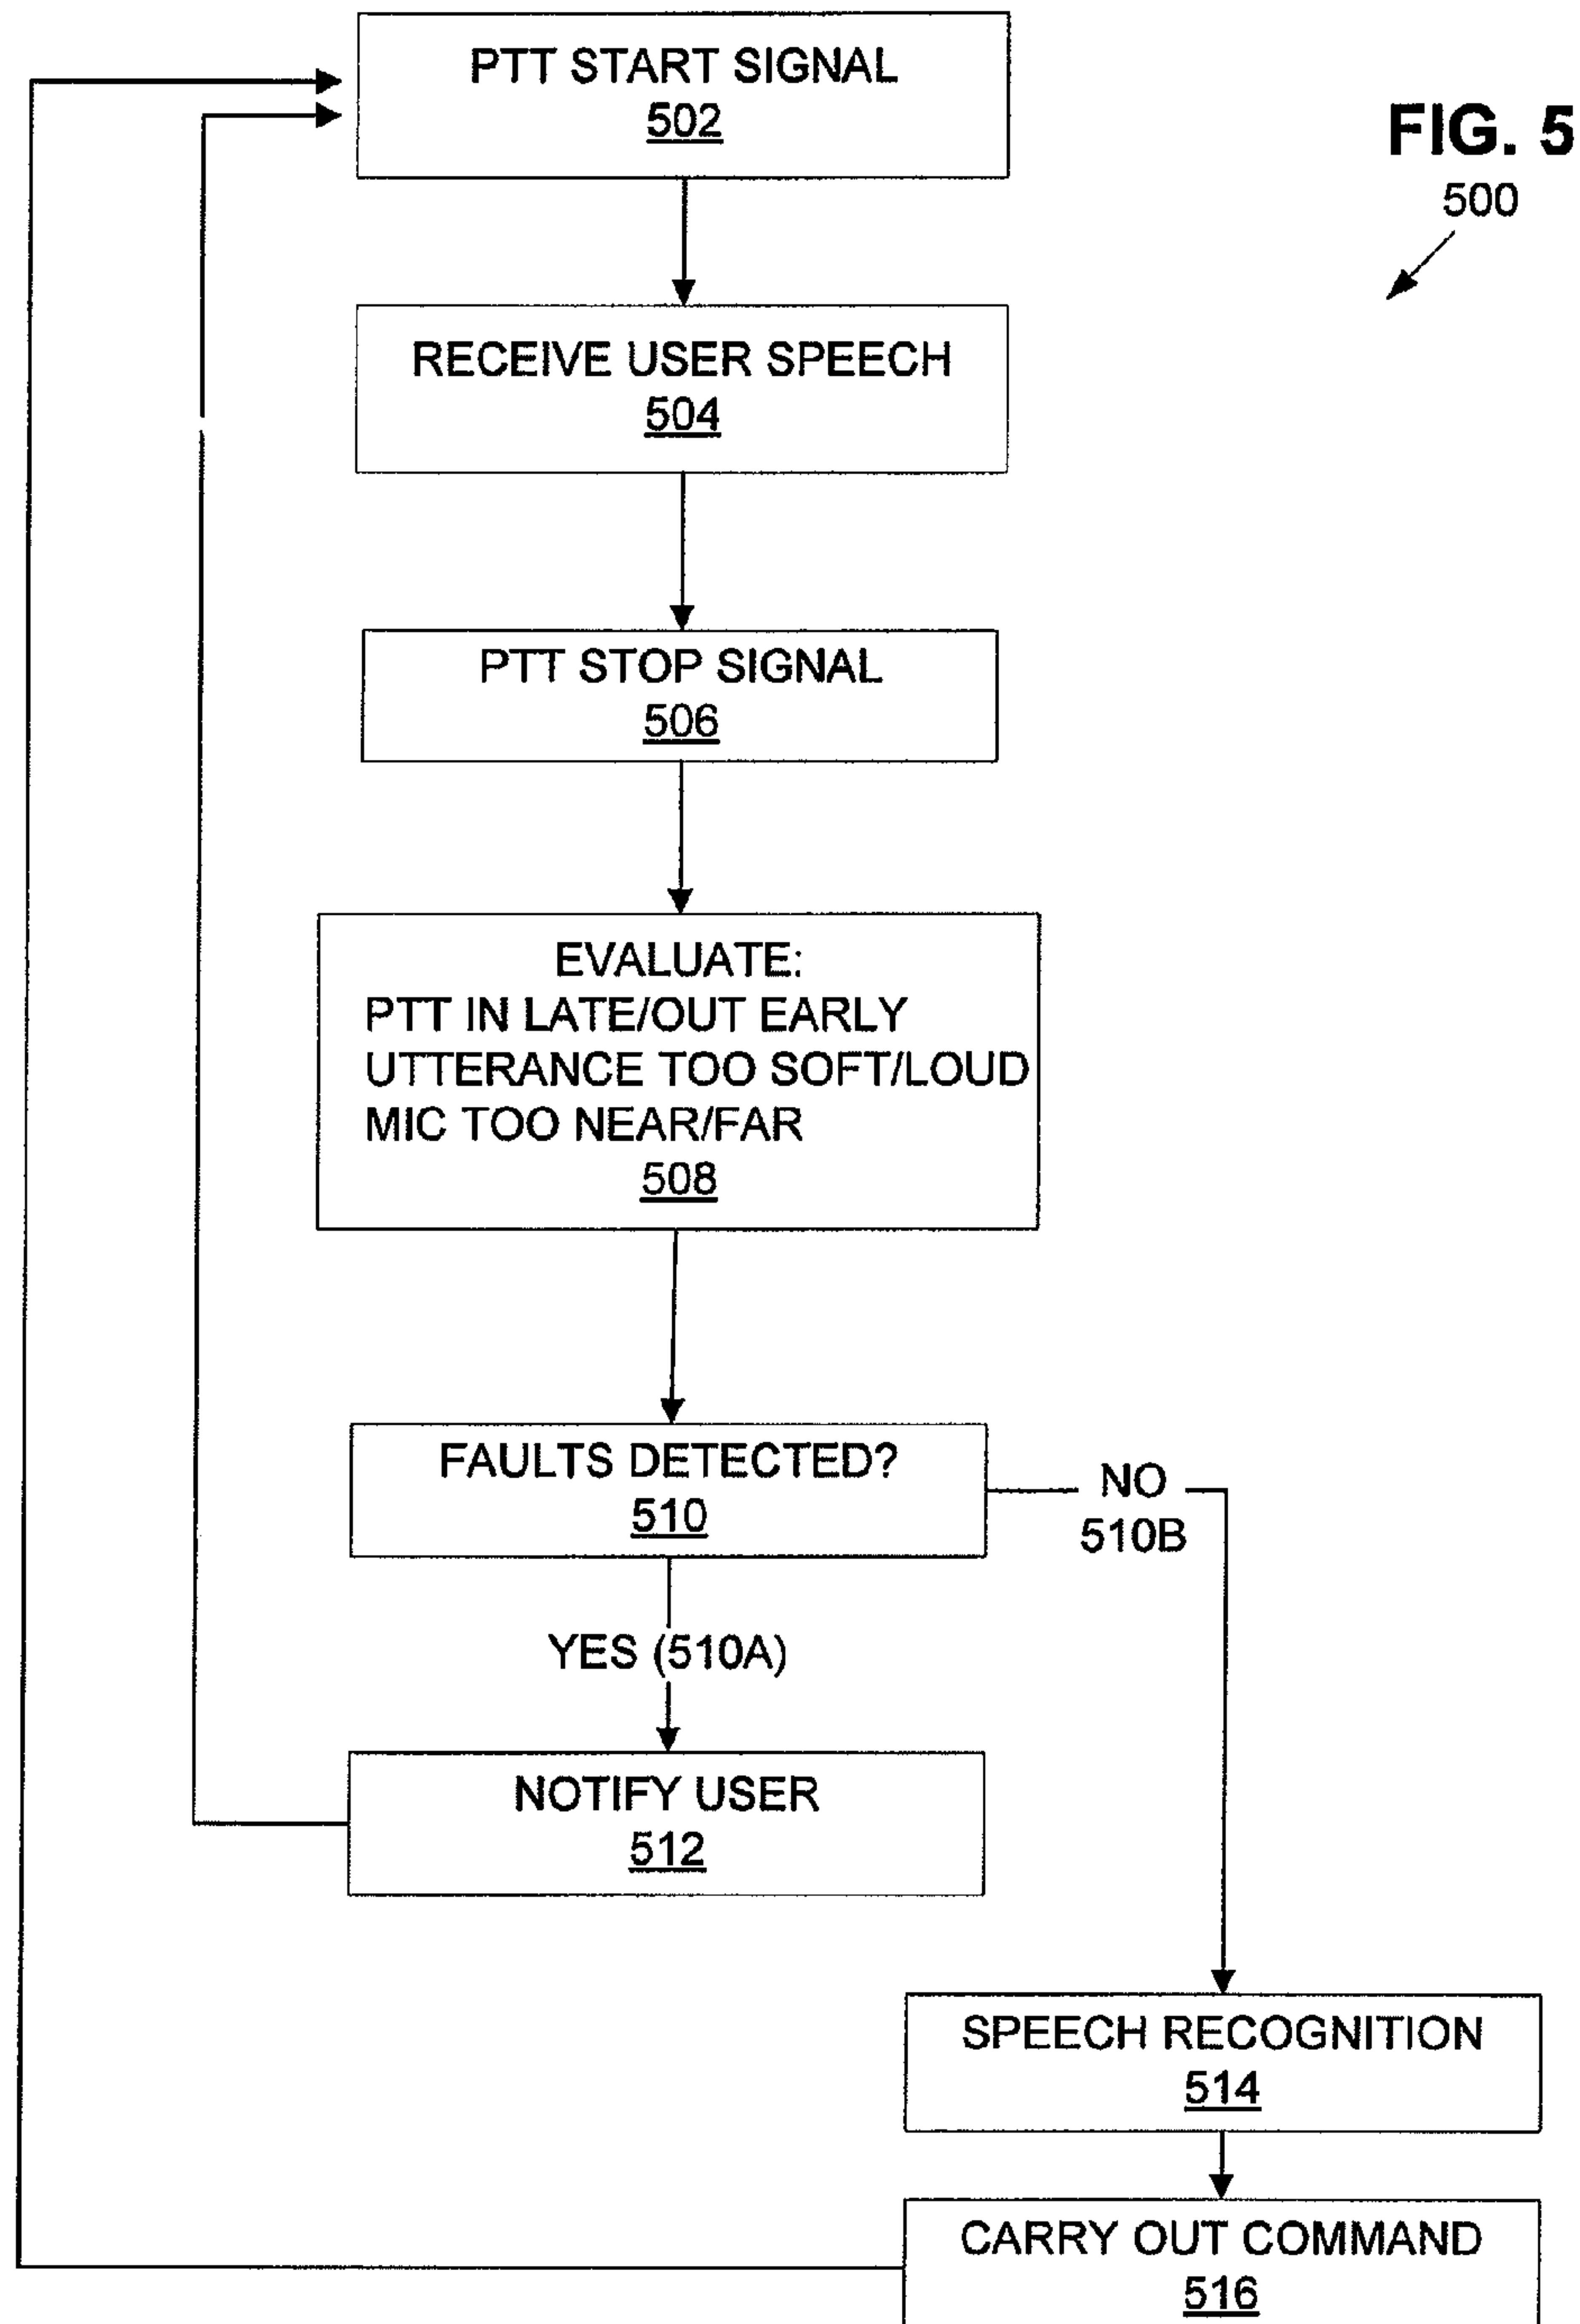 PTT START SIGNAL
502
FIG. 5
500
RECEIVE USER SPEECH
504
PTT STOP SIGNAL
506
EVALUATE:
PTT IN LATE/OUT EARLY
UTTERANCE TOO SOFT/LOUD
MIC TOO NEAR/FAR
508
FAULTS DETECTED?
510
NO
510B
YES (510A)
NOTIFY USER
512
SPEECH RECOGNITION
514
CARRY OUT COMMAND
516